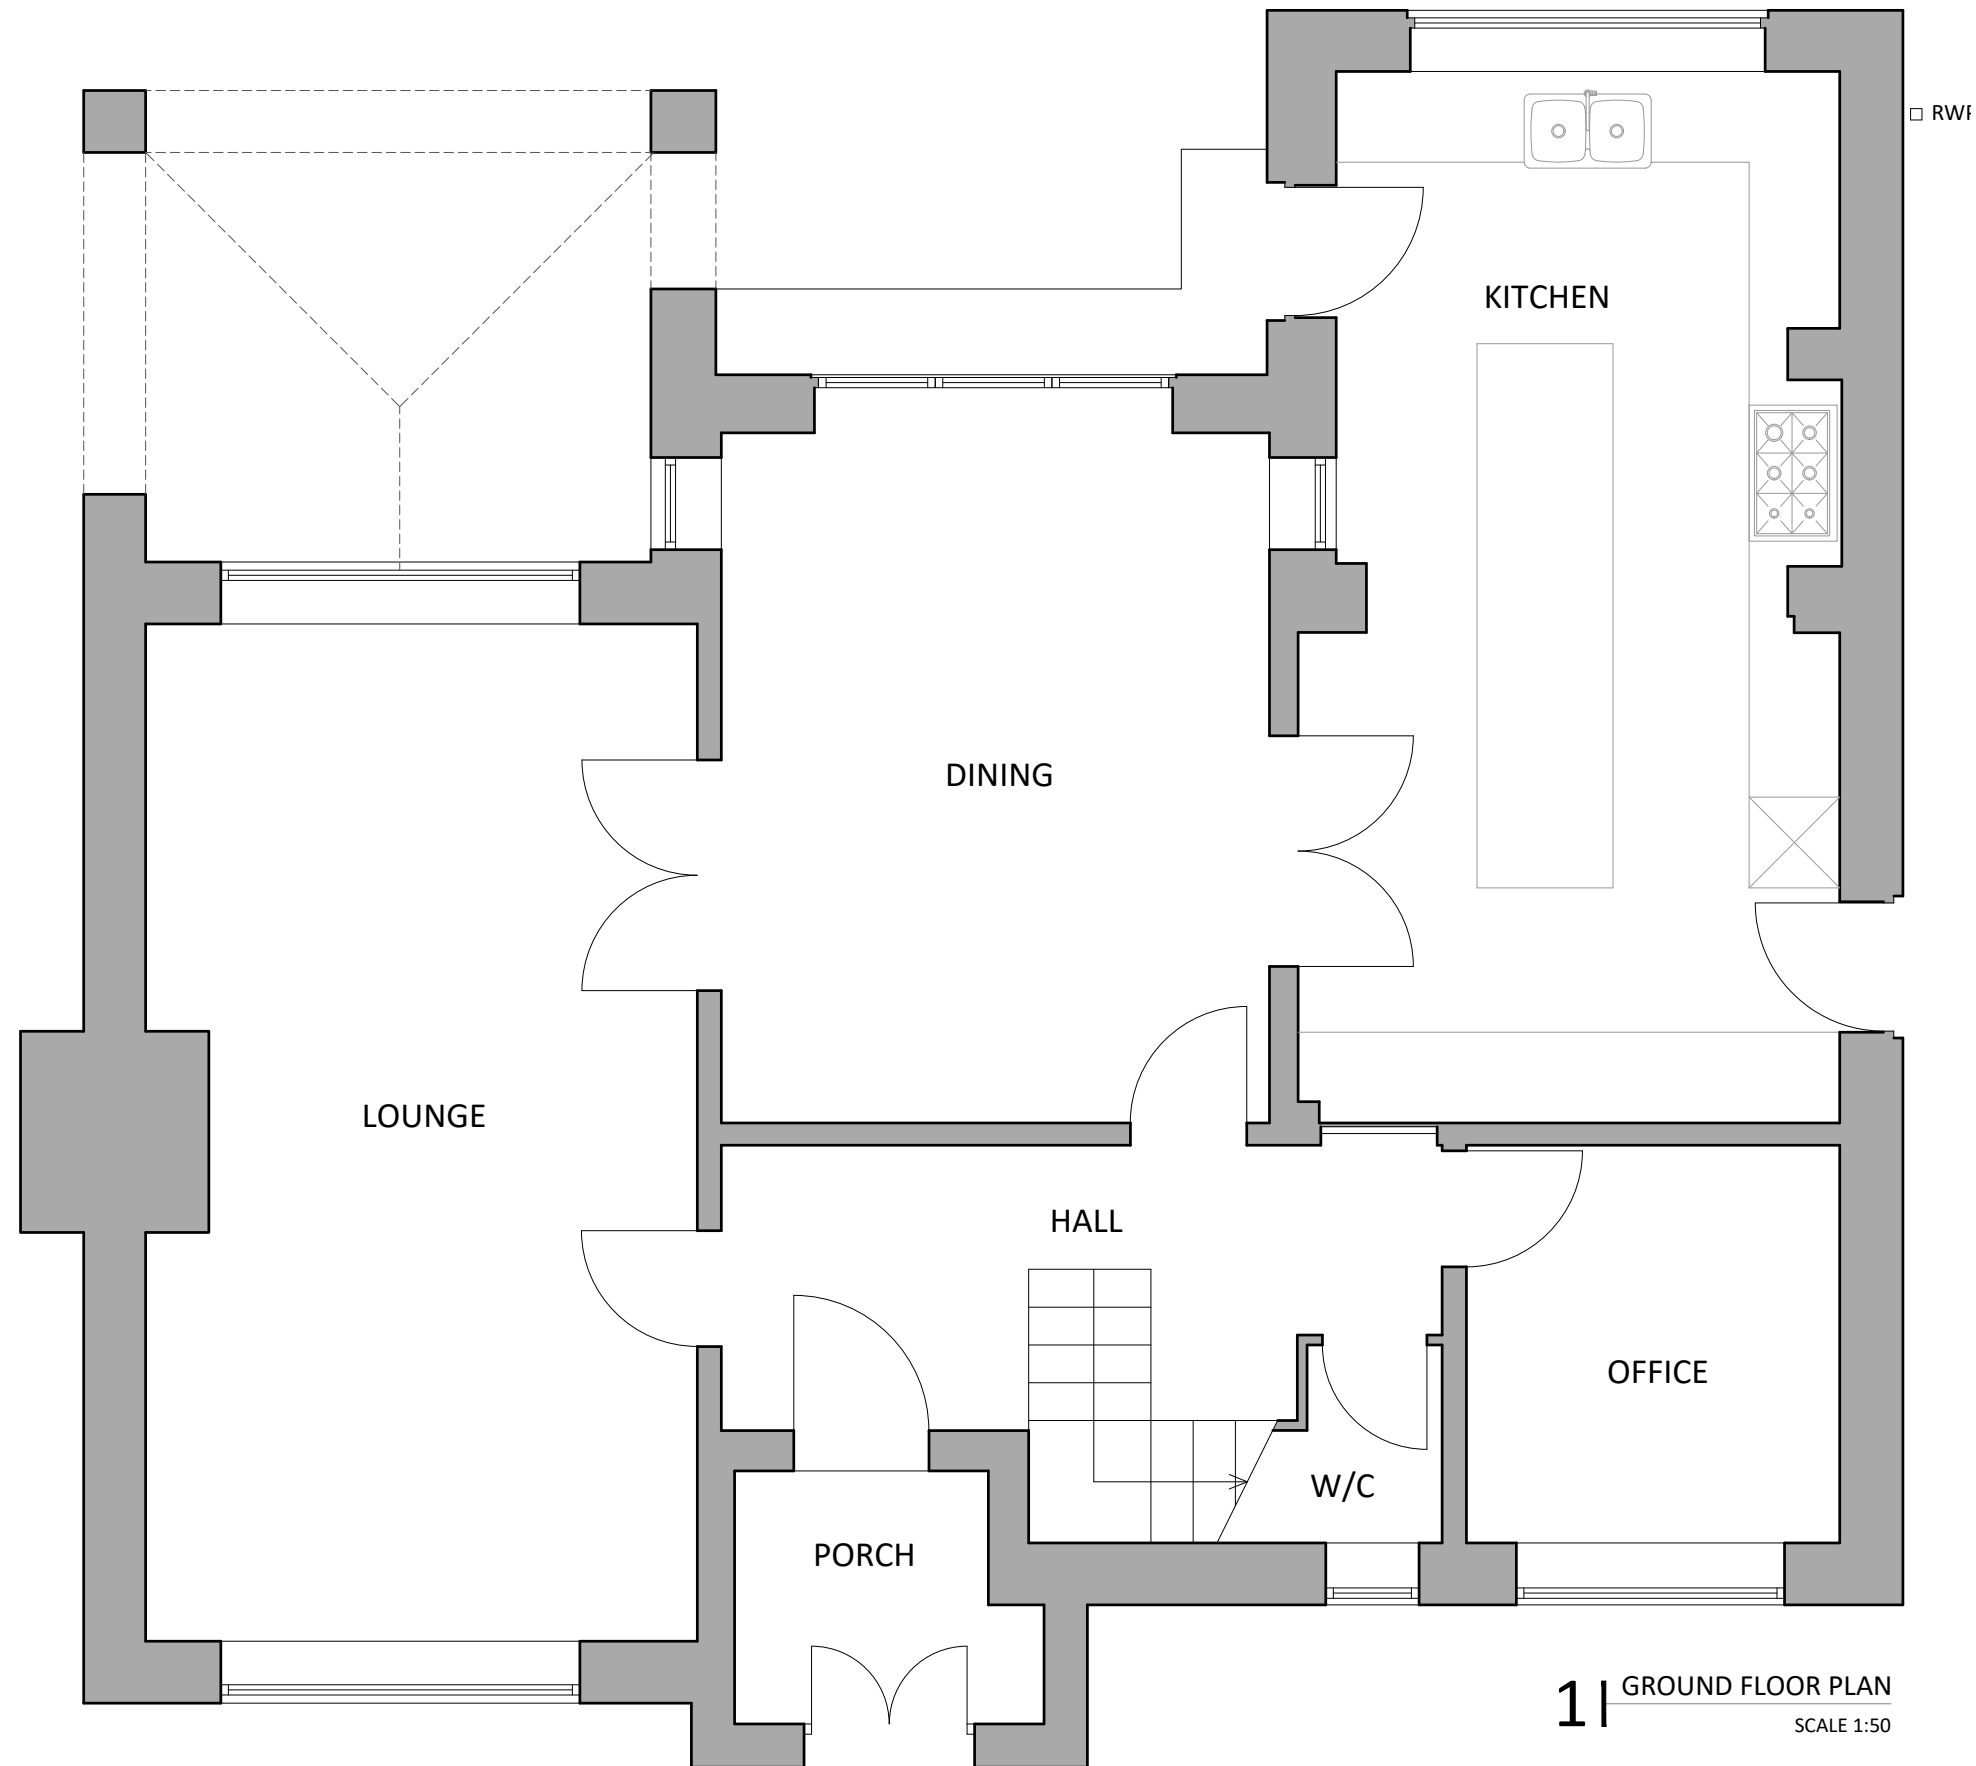 RWP
KITCHEN
DINING
LOUNGE
HALL
OFFICE
W/C
PORCH
1
GROUND FLOOR PLAN
SCALE 1:50